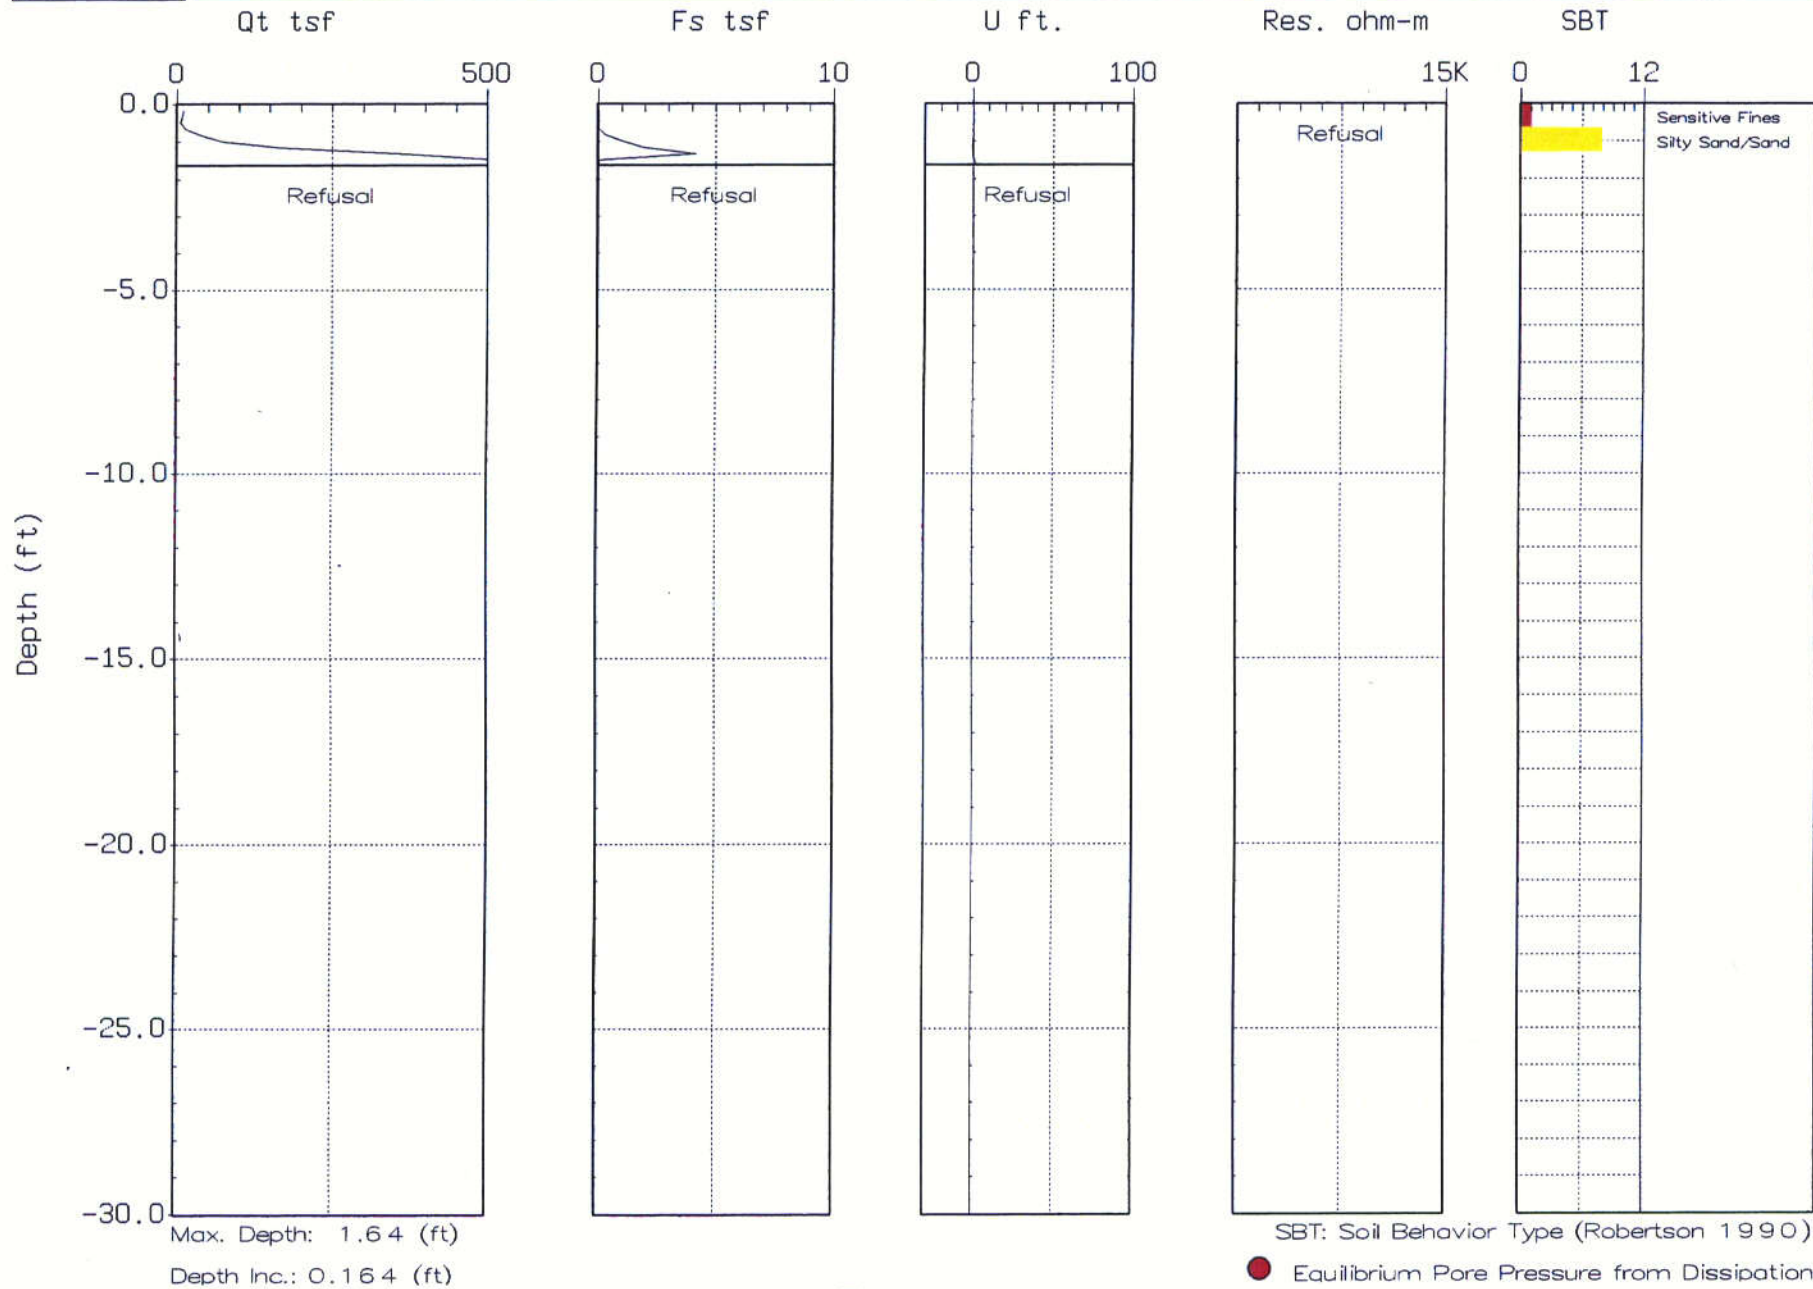 Qt tsf Fs tsf U ft. Res. ohm-m SBT
0 500 0 10 0 100 15K 0 12
0.0
Sensitive Fines
Refusal
Silty Sand/Sand
Refusal Refusal Refusal
-5.0
-10.0
Depth (ft)
-15.0
-20.0
-25.0
-30.0
Max. Depth: 1.64 (ft)
SBT: Soil Behavior Type (Robertson 1990)
Depth Inc.: 0.164 (ft)
Equilibrium Pore Pressure from Dissipation